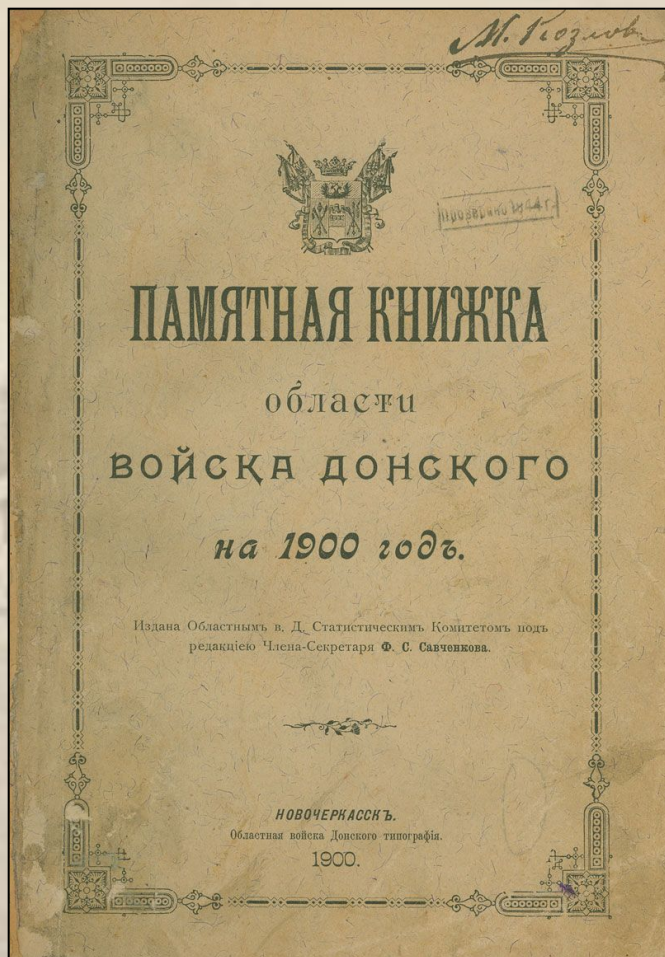 М. Козлов
Проверено 1944 г.
ПАМЯТНАЯ КНИЖКА
области
ВОЙСКА ДОНСКОГО
на 1900 годъ.
Издана Областнымъ в. Д. Статистическимъ Комитетомъ подъ
редакціею Члена-Секретаря Ф. С. Савченкова.
НОВОЧЕРКАССКЪ.
Областная войска Донского типографія.
1900.